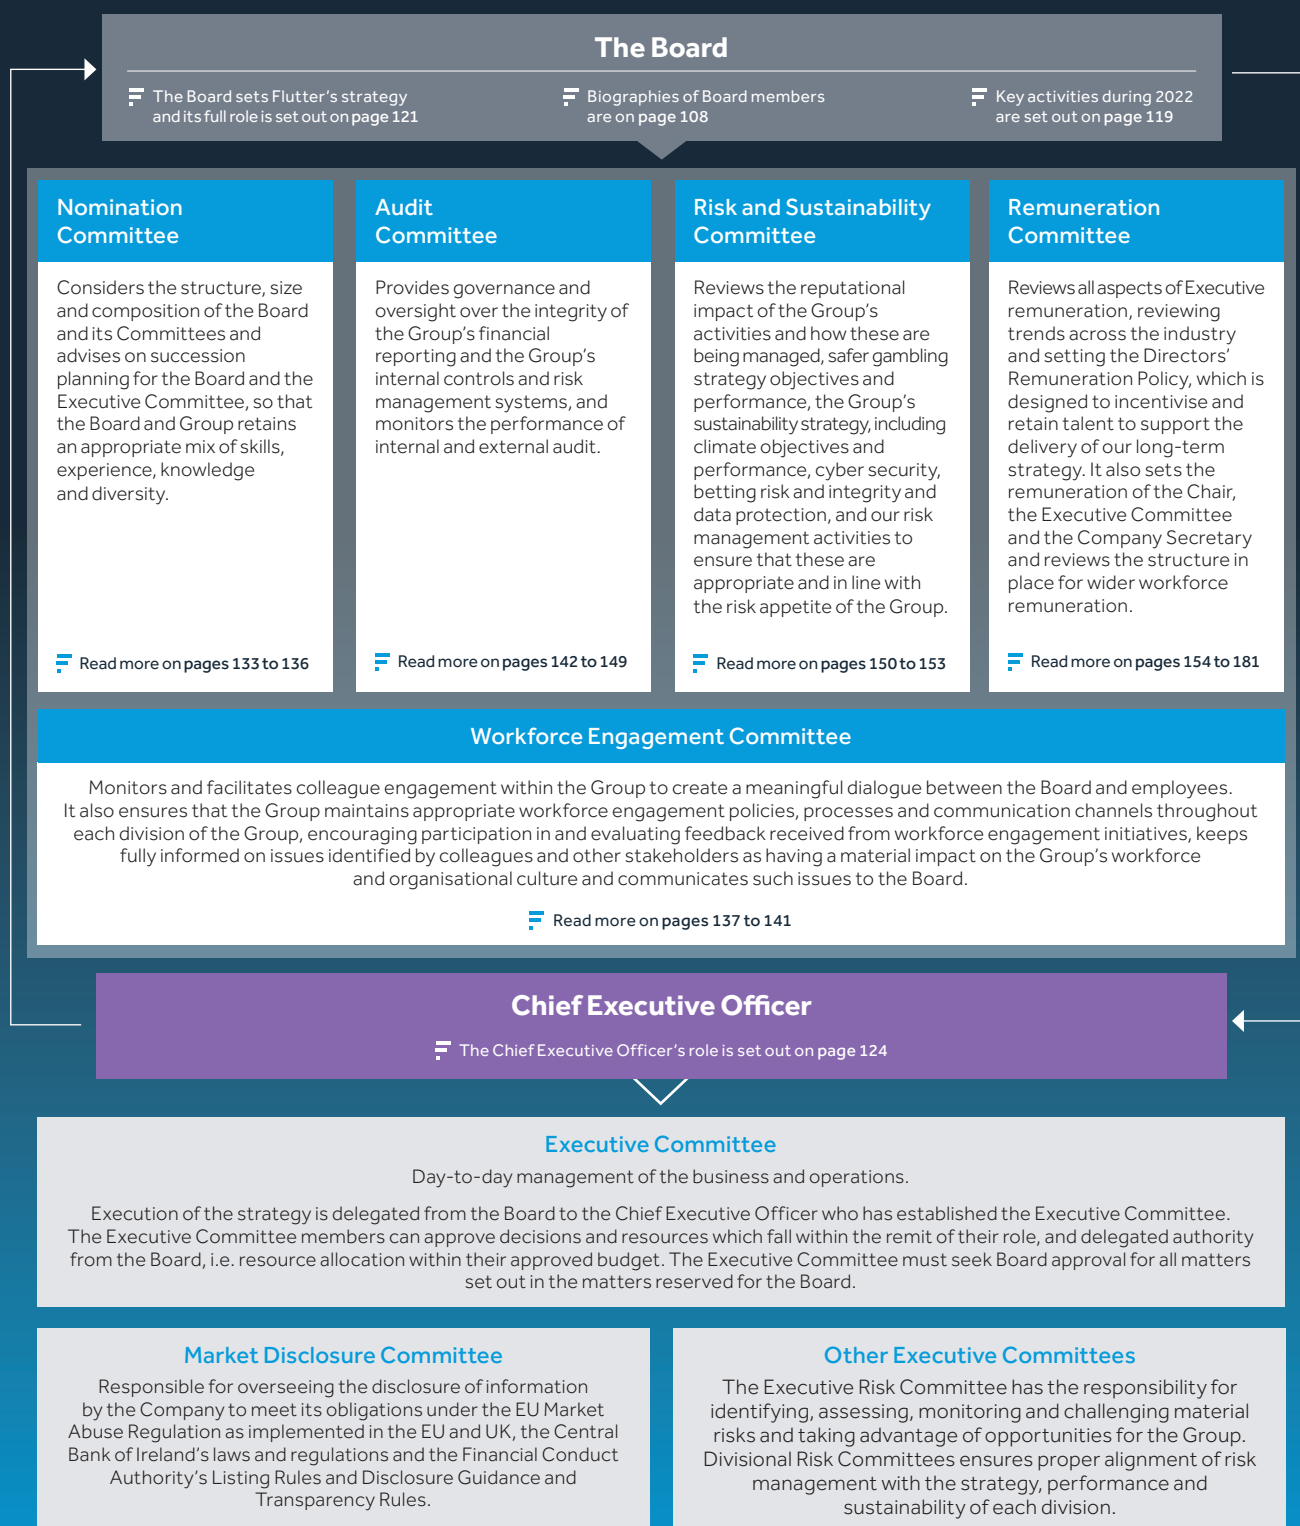 The Board
The Board sets Flutter's strategy
and its full role is set out on page 121
Biographies of Board members
are on page 108
Key activities during 2022
are set out on page 119
Nomination
Committee
Considers the structure, size
and composition of the Board
and its Committees and
advises on succession
planning for the Board and the
Executive Committee, so that
the Board and Group retains
an appropriate mix of skills,
experience, knowledge
and diversity.
Read more on pages 133 to 136
Audit
Committee
Provides governance and
oversight over the integrity of
the Group's financial
reporting and the Group's
internal controls and risk
management systems, and
monitors the performance of
internal and external audit.
Read more on pages 142 to 149
Risk and Sustainability
Committee
Reviews the reputational
impact of the Group's
activities and how these are
being managed, safer gambling
strategy objectives and
performance, the Group's
sustainability strategy, including
climate objectives and
performance, cyber security,
betting risk and integrity and
data protection, and our risk
management activities to
ensure that these are
appropriate and in line with
the risk appetite of the Group.
Read more on pages 150 to 153
Remuneration
Committee
Reviews all aspects of Executive
remuneration, reviewing
trends across the industry
and setting the Directors'
Remuneration Policy, which is
designed to incentivise and
retain talent to support the
delivery of our long-term
strategy. It also sets the
remuneration of the Chair,
the Executive Committee
and the Company Secretary
and reviews the structure in
place for wider workforce
remuneration.
Read more on pages 154 to 181
Workforce Engagement Committee
Monitors and facilitates colleague engagement within the Group to create a meaningful dialogue between the Board and employees.
It also ensures that the Group maintains appropriate workforce engagement policies, processes and communication channels throughout
each division of the Group, encouraging participation in and evaluating feedback received from workforce engagement initiatives, keeps
fully informed on issues identified by colleagues and other stakeholders as having a material impact on the Group's workforce
and organisational culture and communicates such issues to the Board.
Read more on pages 137 to 141
Chief Executive Officer
The Chief Executive Officer's role is set out on page 124
Executive Committee
Day-to-day management of the business and operations.
Execution of the strategy is delegated from the Board to the Chief Executive Officer who has established the Executive Committee.
The Executive Committee members can approve decisions and resources which fall within the remit of their role, and delegated authority
from the Board, i.e. resource allocation within their approved budget. The Executive Committee must seek Board approval for all matters
set out in the matters reserved for the Board.
Market Disclosure Committee
Responsible for overseeing the disclosure of information
by the Company to meet its obligations under the EU Market
Abuse Regulation as implemented in the EU and UK, the Central
Bank of Ireland's laws and regulations and the Financial Conduct
Authority's Listing Rules and Disclosure Guidance and
Transparency Rules.
Other Executive Committees
The Executive Risk Committee has the responsibility for
identifying, assessing, monitoring and challenging material
risks and taking advantage of opportunities for the Group.
Divisional Risk Committees ensures proper alignment of risk
management with the strategy, performance and
sustainability of each division.